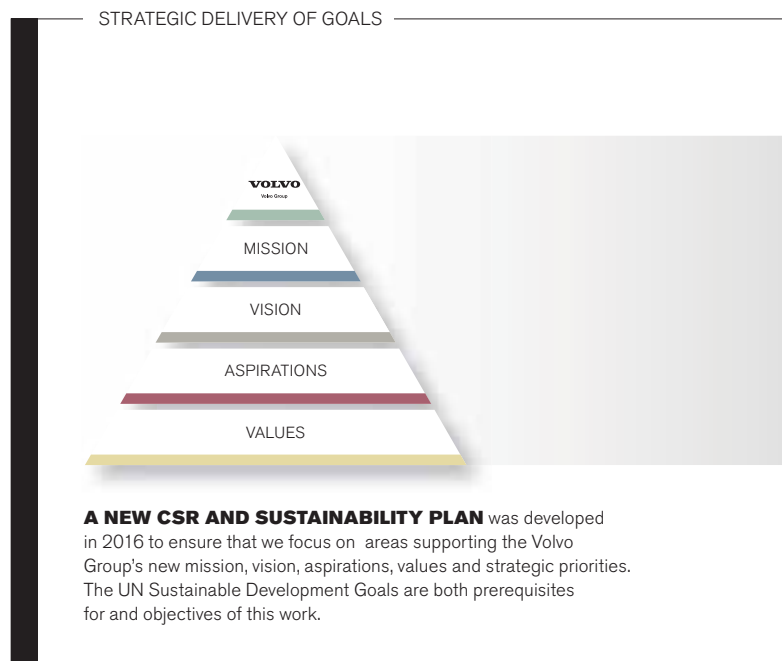 STRATEGIC DELIVERY OF GOALS
VOLVO
Volvo Group
MISSION
VISION
ASPIRATIONS
VALUES
A NEW CSR AND SUSTAINABILITY PLAN was developed
in 2016 to ensure that we focus on areas supporting the Volvo
Group's new mission, vision, aspirations, values and strategic priorities.
The UN Sustainable Development Goals are both prerequisites
for and objectives of this work.